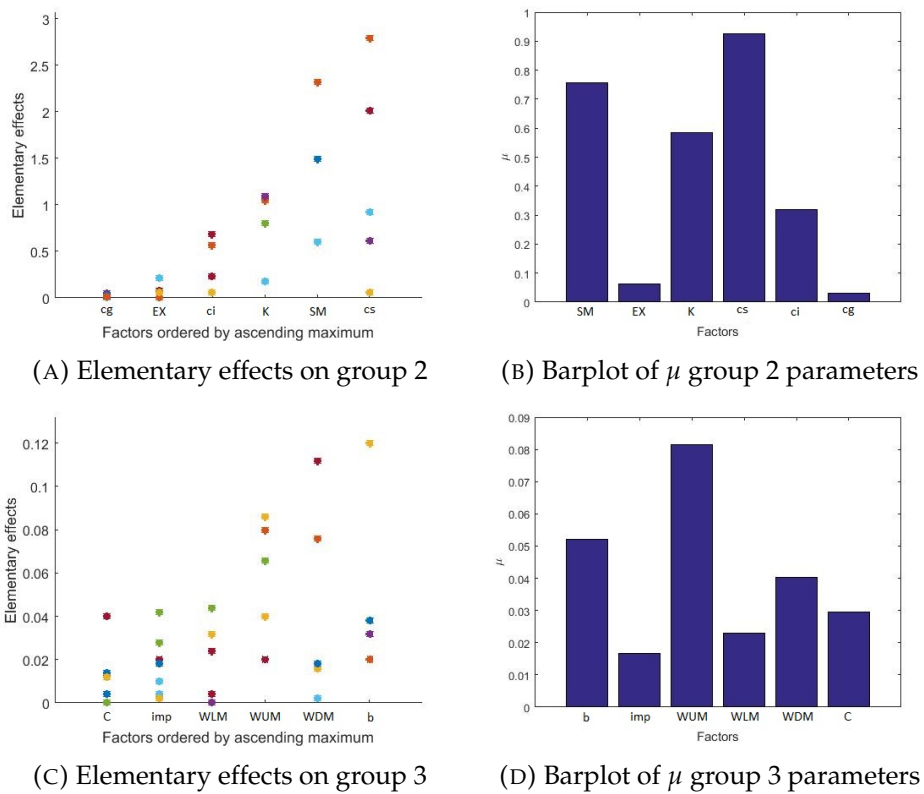 3
2.5
2
1.5
1
0.5
0
Elementary effects
cg EX ci K SM cs
Factors ordered by ascending maximum
(A) Elementary effects on group 2
1
0.9
0.8
0.7
0.6
0.5
0.4
0.3
0.2
0.1
0
μ
SM EX K cs ci cg
Factors
(B) Barplot of μ group 2 parameters
0.12
0.1
0.08
0.06
0.04
0.02
0
Elementary effects
C imp WLM WUM WDM b
Factors ordered by ascending maximum
(C) Elementary effects on group 3
0.09
0.08
0.07
0.06
0.05
0.04
0.03
0.02
0.01
0
μ
b imp WUM WLM WDM C
Factors
(D) Barplot of μ group 3 parameters